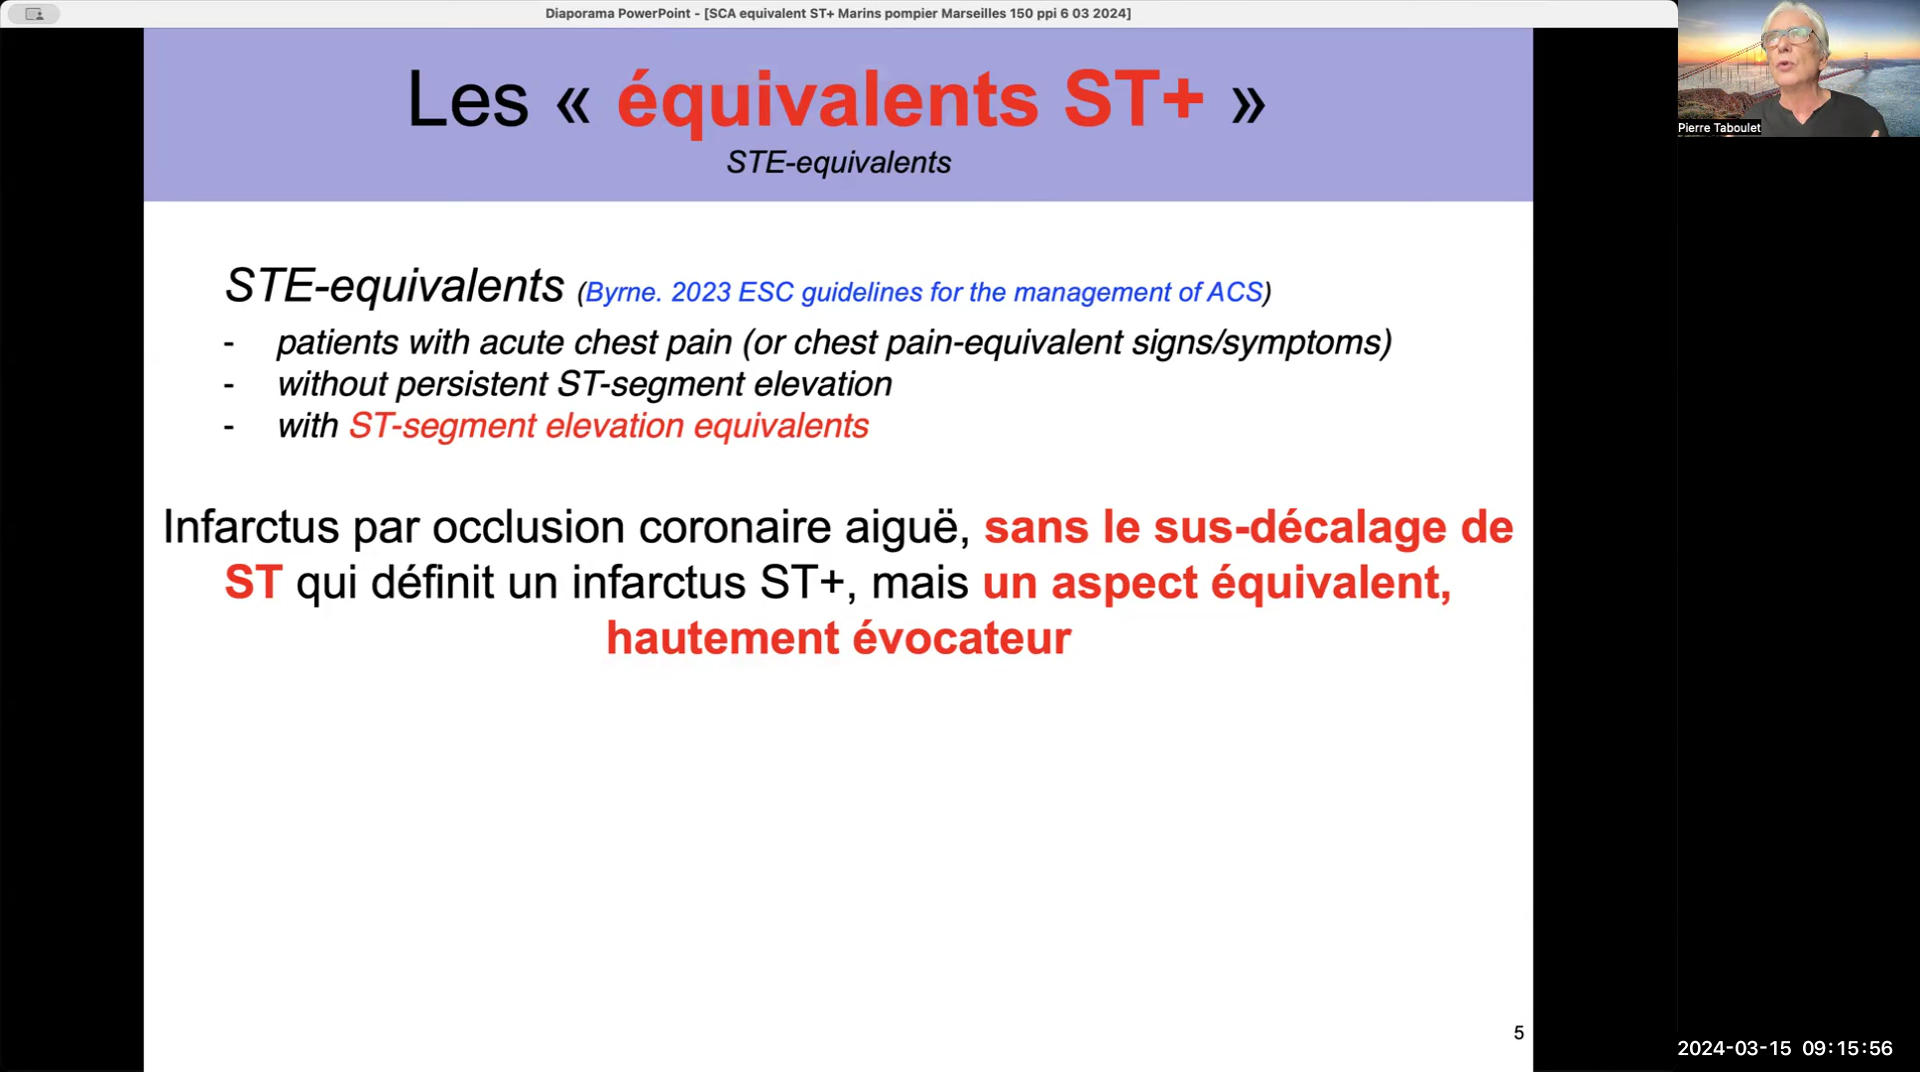 Diaporama PowerPoint - [SCA equivalent ST+ Marins pompier Marseilles 150 ppi 6 03 2024]
Les « équivalents ST+ »
STE-equivalents
STE-equivalents (Byrne. 2023 ESC guidelines for the management of ACS)
- patients with acute chest pain (or chest pain-equivalent signs/symptoms)
- without persistent ST-segment elevation
- with ST-segment elevation equivalents
Infarctus par occlusion coronaire aiguë, sans le sus-décalage de
ST qui définit un infarctus ST+, mais un aspect équivalent,
hautement évocateur
5
Pierre Taboulet
2024-03-15 09:15:56